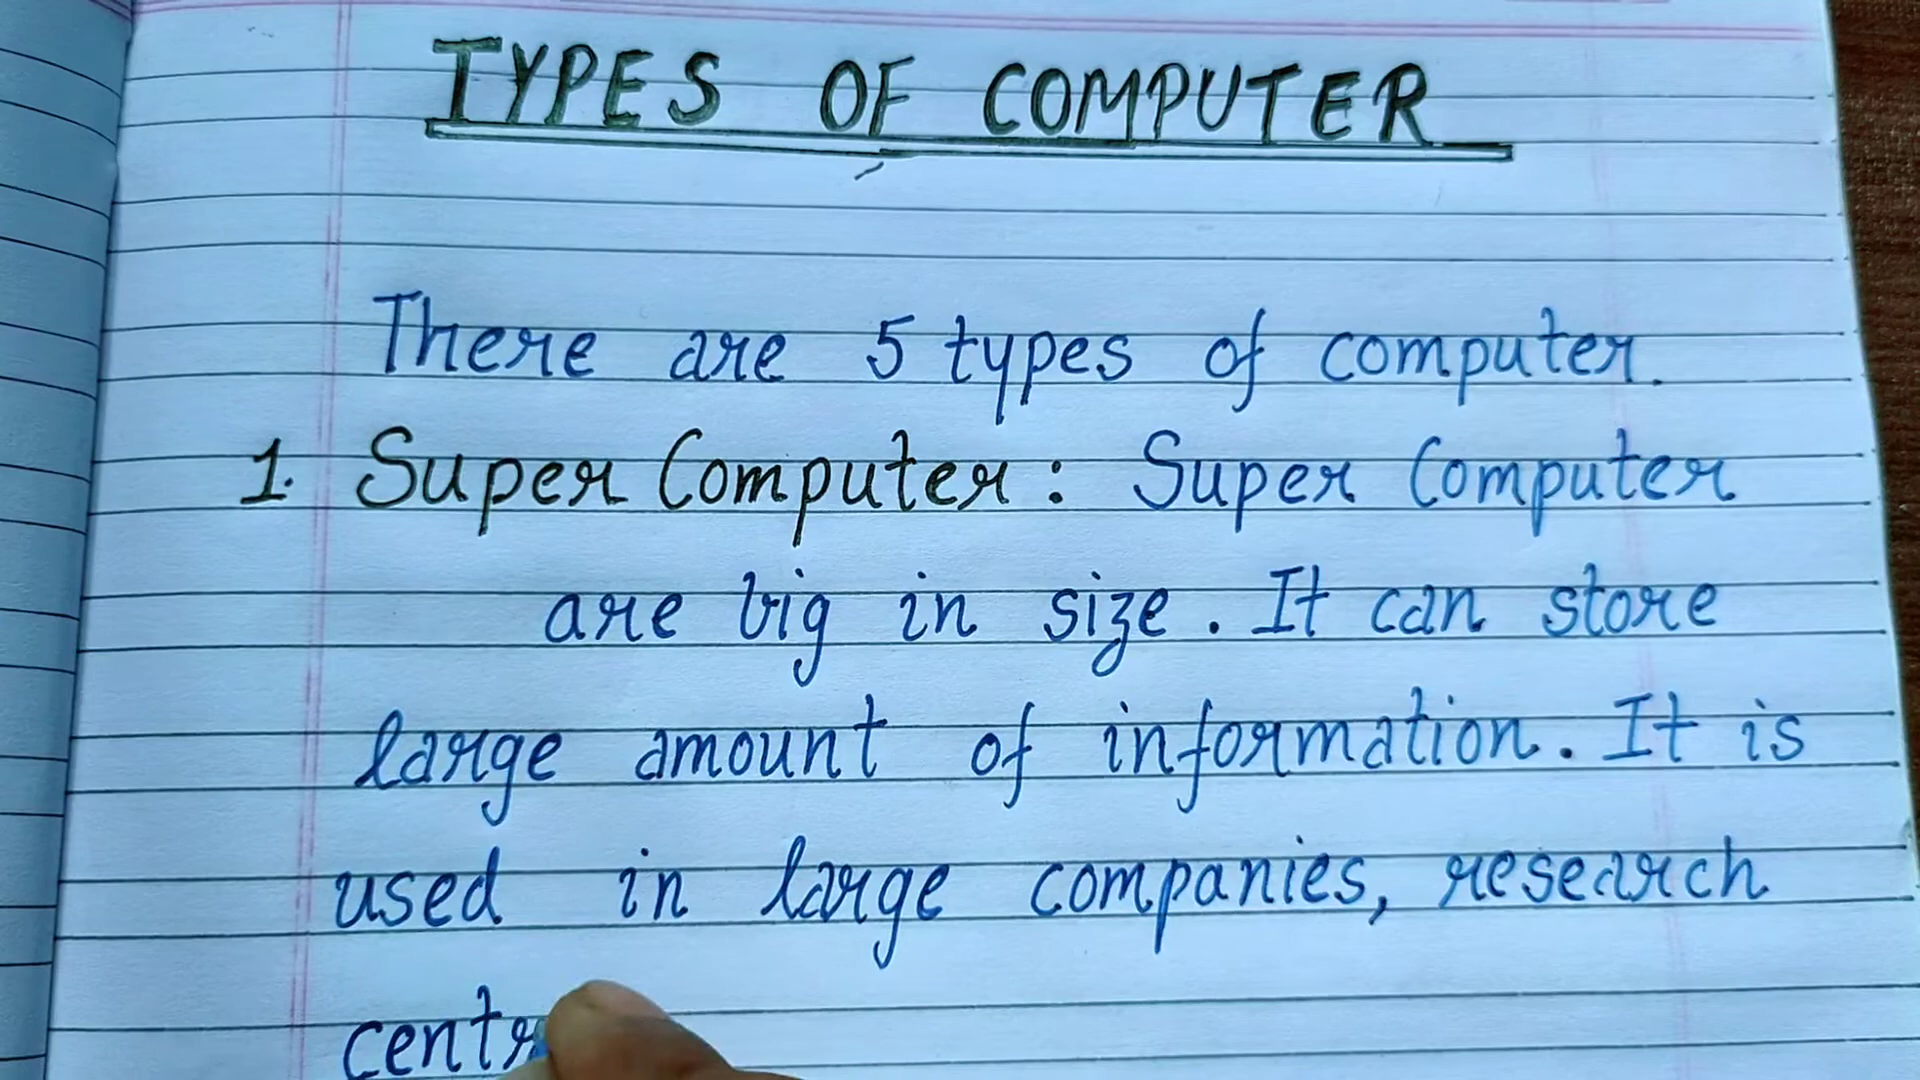 TYPES OF COMPUTER
There are 5 types of computer.
1. Super Computer : Super Computer
are big in size. It can store
large amount of information. It is
used in large companies, research